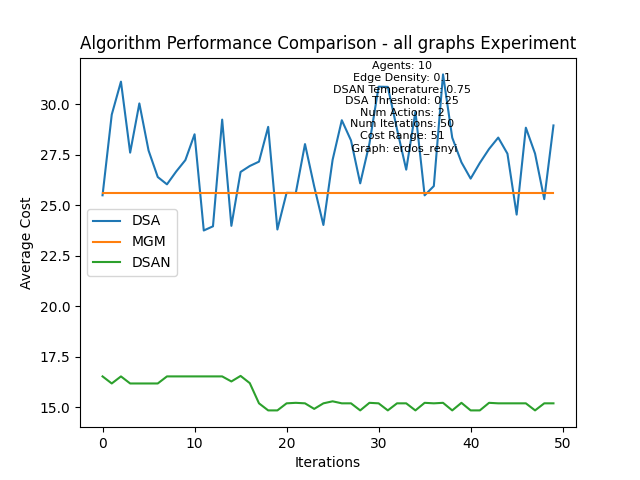 Algorithm Performance Comparison - all graphs Experiment
Agents: 10
Edge Density: 0.1
DSAN Temperature: 0.75
DSA Threshold: 0.25
Num Actions: 2
Num Iterations: 50
Cost Range: 51
Graph: erdos_renyi
30.0
27.5
25.0
22.5
20.0
17.5
15.0
Average Cost
DSA
MGM
DSAN
0
10
20
30
40
50
Iterations